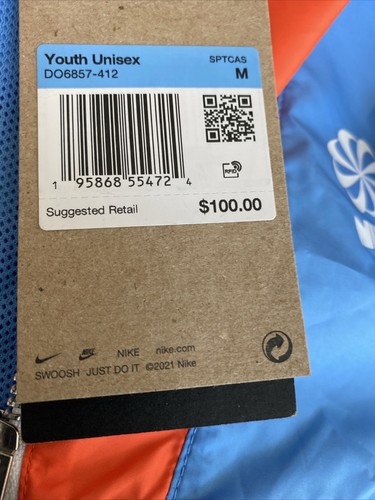 Youth Unisex SPTCAS
DO6857-412 M
1 95868 55472 4
RFID
Suggested Retail $100.00
NIKE nike.com
SWOOSH JUST DO IT ©2021 Nike